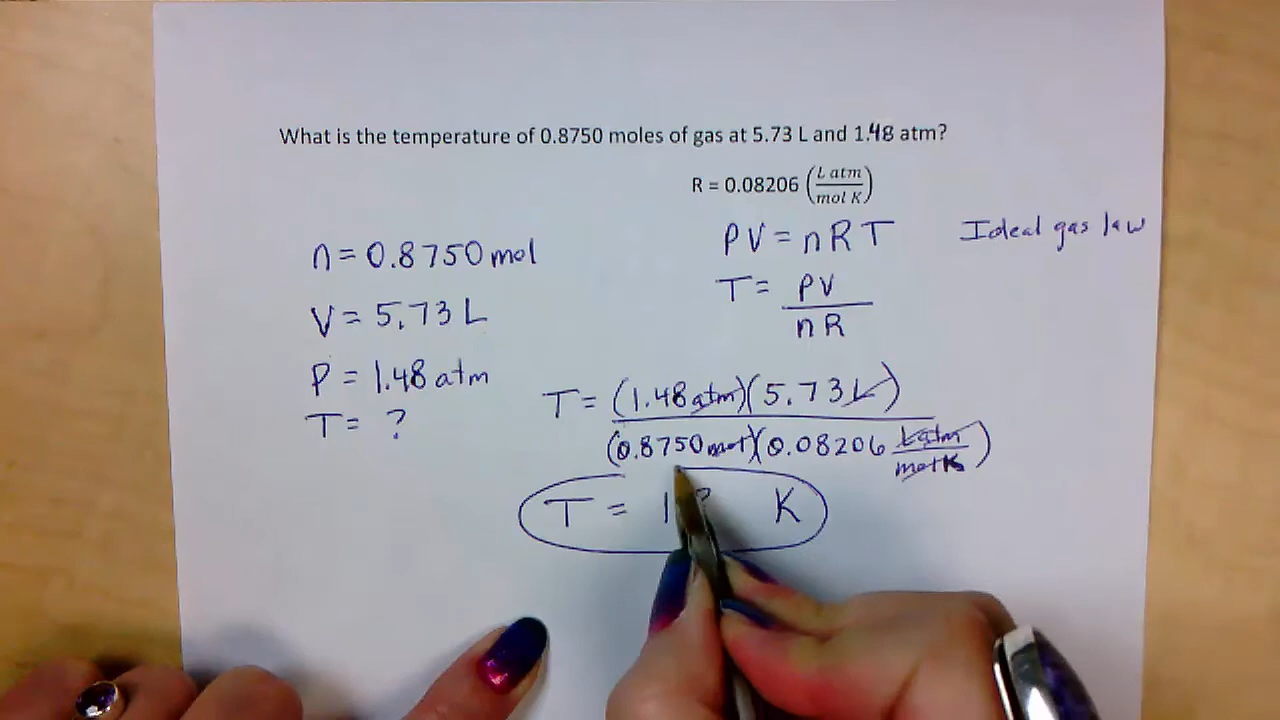 What is the temperature of 0.8750 moles of gas at 5.73 L and 1.48 atm?
R = 0.08206 (L atm / mol K)
n = 0.8750 mol
V = 5.73 L
P = 1.48 atm
T = ?
PV = nRT Ideal gas law
T = PV / nR
T = (1.48 atm)(5.73 L) / (0.8750 mol)(0.08206 L atm / mol K)
T = 1 K